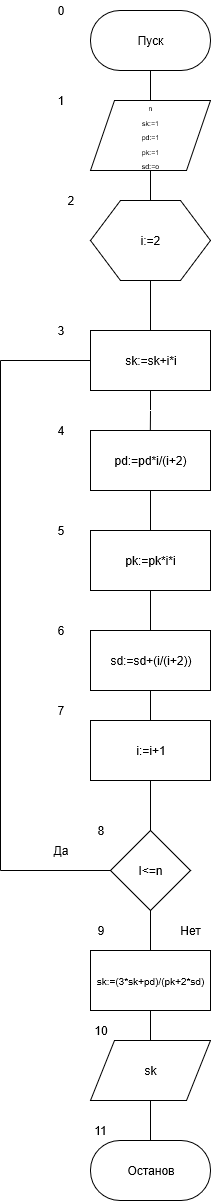 0
Пуск
1
n
sk:=1
pd:=1
pk:=1
sd:=o
2
i:=2
3
sk:=sk+i*i
4
pd:=pd*i/(i+2)
5
pk:=pk*i*i
6
sd:=sd+(i/(i+2))
7
i:=i+1
8
Да
I<=n
9
Нет
sk:=(3*sk+pd)/(pk+2*sd)
10
sk
11
Останов